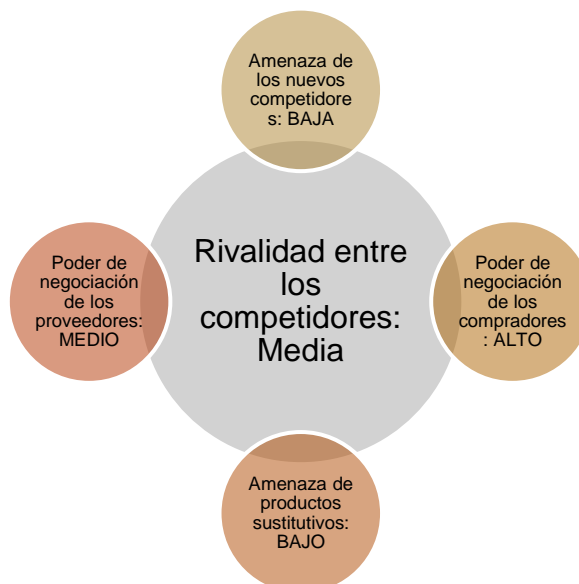 Amenaza de
los nuevos
competidore
s: BAJA
Poder de
negociación
de los
proveedores:
MEDIO
Rivalidad entre
los
competidores:
Media
Poder de
negociación
de los
compradores
: ALTO
Amenaza de
productos
sustitutivos:
BAJO